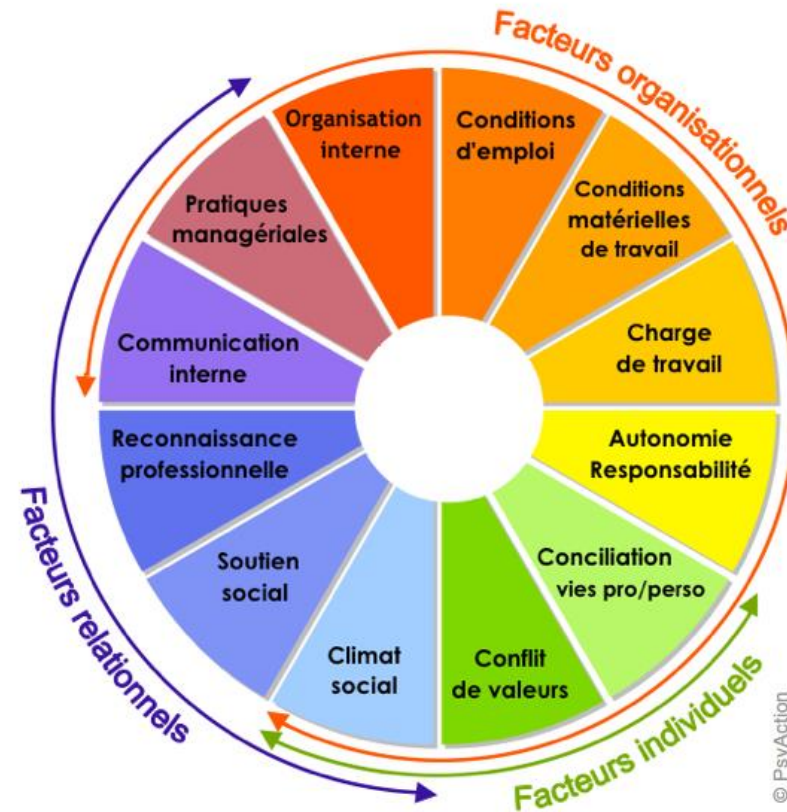 Facteurs organisationnels
Organisation
interne
Conditions
d'emploi
Conditions
matérielles
de travail
Pratiques
managériales
Charge
de travail
Communication
interne
Reconnaissance
professionnelle
Autonomie
Responsabilité
Soutien
social
Conciliation
vies pro/perso
Climat
social
Conflit
de valeurs
Facteurs relationnels
Facteurs individuels
© PsyAction